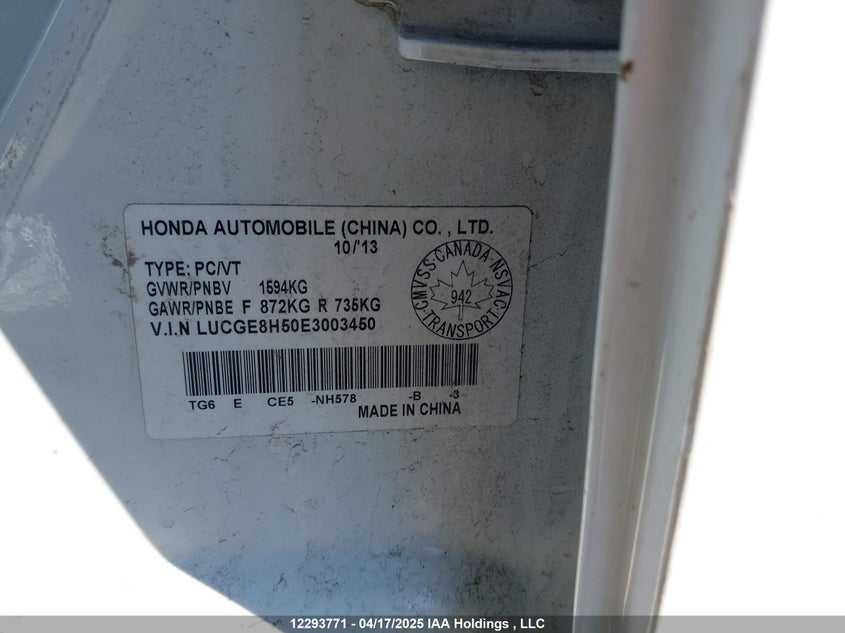 HONDA AUTOMOBILE (CHINA) CO., LTD.
10/'13
TYPE: PC/VT
GVWR/PNBV 1594KG
GAWR/PNBE F 872KG R 735KG
V.I.N LUCGE8H50E3003450
CMVSS·CANADA·NSVAC
942
TRANSPORT
TG6 E CE5 -NH578 -B -3
MADE IN CHINA
12293771 - 04/17/2025 IAA Holdings , LLC